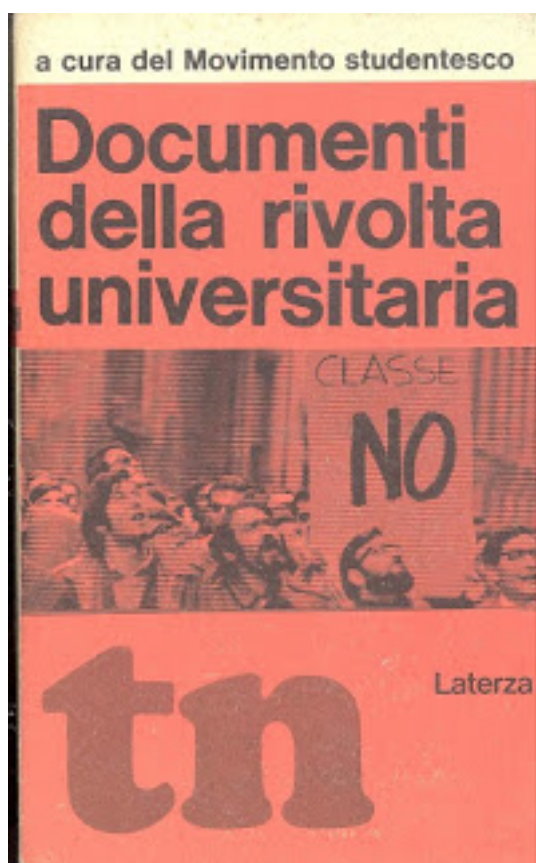 a cura del Movimento studentesco
Documenti
della rivolta
universitaria
CLASSE
NO
Laterza
tn